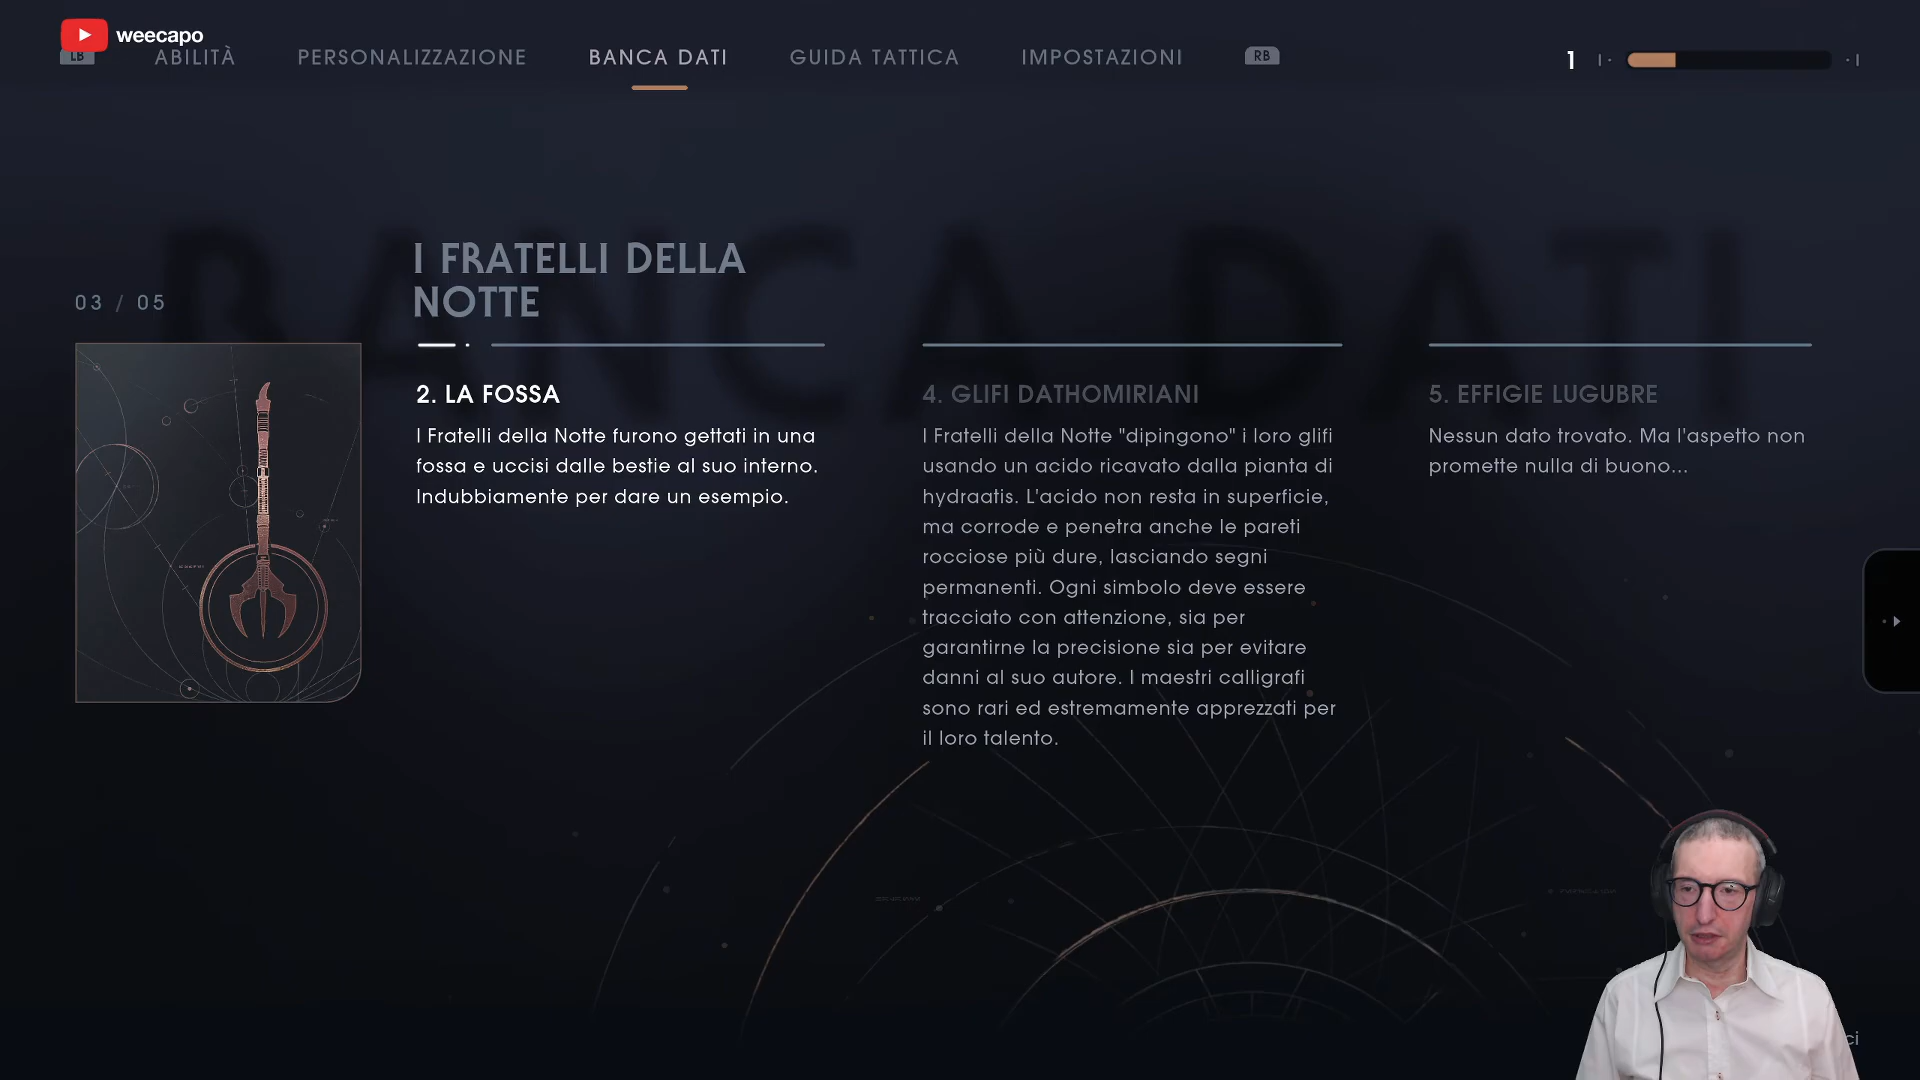 weecapo
LB
ABILITÀ
PERSONALIZZAZIONE
BANCA DATI
GUIDA TATTICA
IMPOSTAZIONI
RB
1
BANCA DATI
03 / 05
I FRATELLI DELLA
NOTTE
2. LA FOSSA
I Fratelli della Notte furono gettati in una
fossa e uccisi dalle bestie al suo interno.
Indubbiamente per dare un esempio.
4. GLIFI DATHOMIRIANI
I Fratelli della Notte "dipingono" i loro glifi
usando un acido ricavato dalla pianta di
hydraatis. L'acido non resta in superficie,
ma corrode e penetra anche le pareti
rocciose più dure, lasciando segni
permanenti. Ogni simbolo deve essere
tracciato con attenzione, sia per
garantirne la precisione sia per evitare
danni al suo autore. I maestri calligrafi
sono rari ed estremamente apprezzati per
il loro talento.
5. EFFIGIE LUGUBRE
Nessun dato trovato. Ma l'aspetto non
promette nulla di buono...
ci